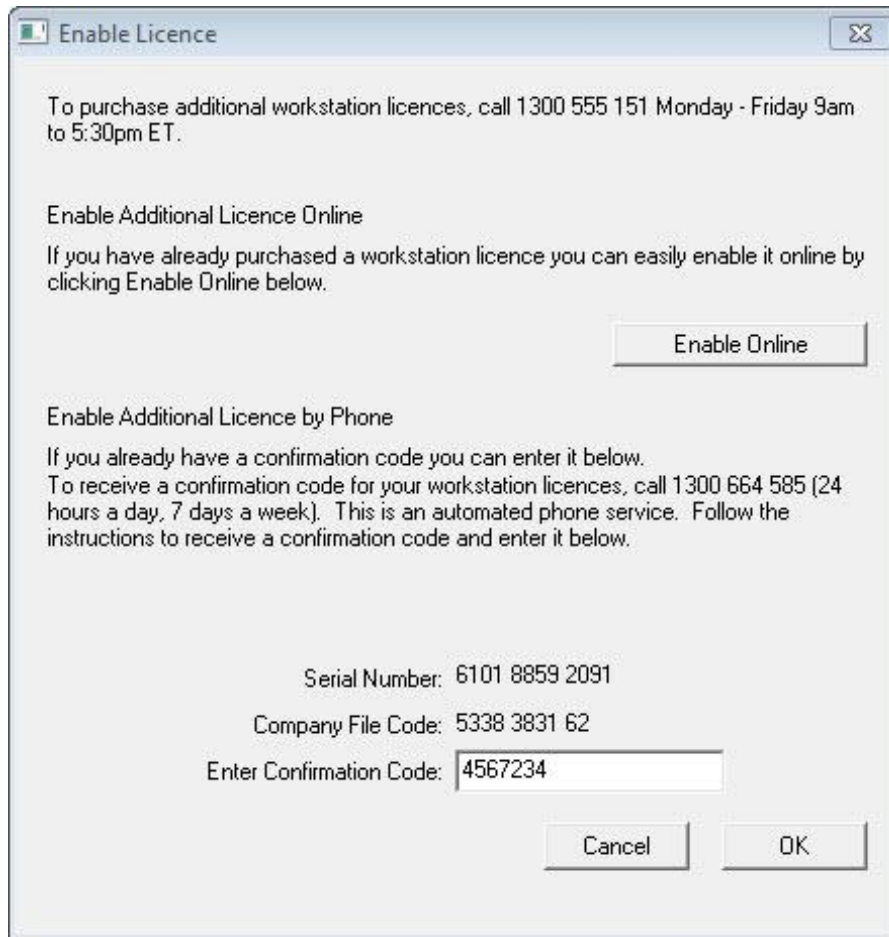 Enable Licence
To purchase additional workstation licences, call 1300 555 151 Monday - Friday 9am
to 5:30pm ET.
Enable Additional Licence Online
If you have already purchased a workstation licence you can easily enable it online by
clicking Enable Online below.
Enable Online
Enable Additional Licence by Phone
If you already have a confirmation code you can enter it below.
To receive a confirmation code for your workstation licences, call 1300 664 585 (24
hours a day, 7 days a week).  This is an automated phone service.  Follow the
instructions to receive a confirmation code and enter it below.
Serial Number: 6101 8859 2091
Company File Code: 5338 3831 62
Enter Confirmation Code: 4567234
Cancel OK